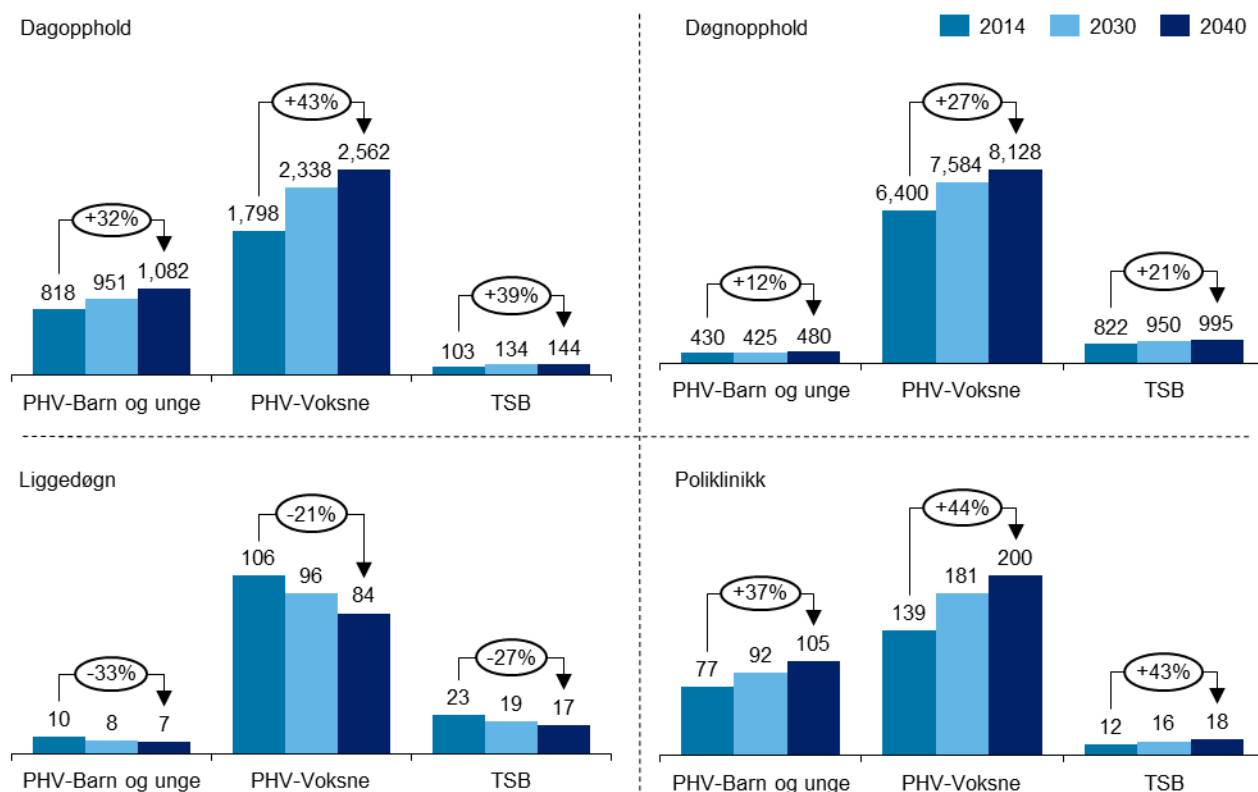 Dagopphold
+32%
+43%
+39%
818 951 1,082
1,798 2,338 2,562
103 134 144
PHV-Barn og unge PHV-Voksne TSB
Døgnopphold
2014 2030 2040
+12%
+27%
+21%
430 425 480
6,400 7,584 8,128
822 950 995
PHV-Barn og unge PHV-Voksne TSB
Liggedøgn
-33%
-21%
-27%
10 8 7
106 96 84
23 19 17
PHV-Barn og unge PHV-Voksne TSB
Poliklinikk
+37%
+44%
+43%
77 92 105
139 181 200
12 16 18
PHV-Barn og unge PHV-Voksne TSB